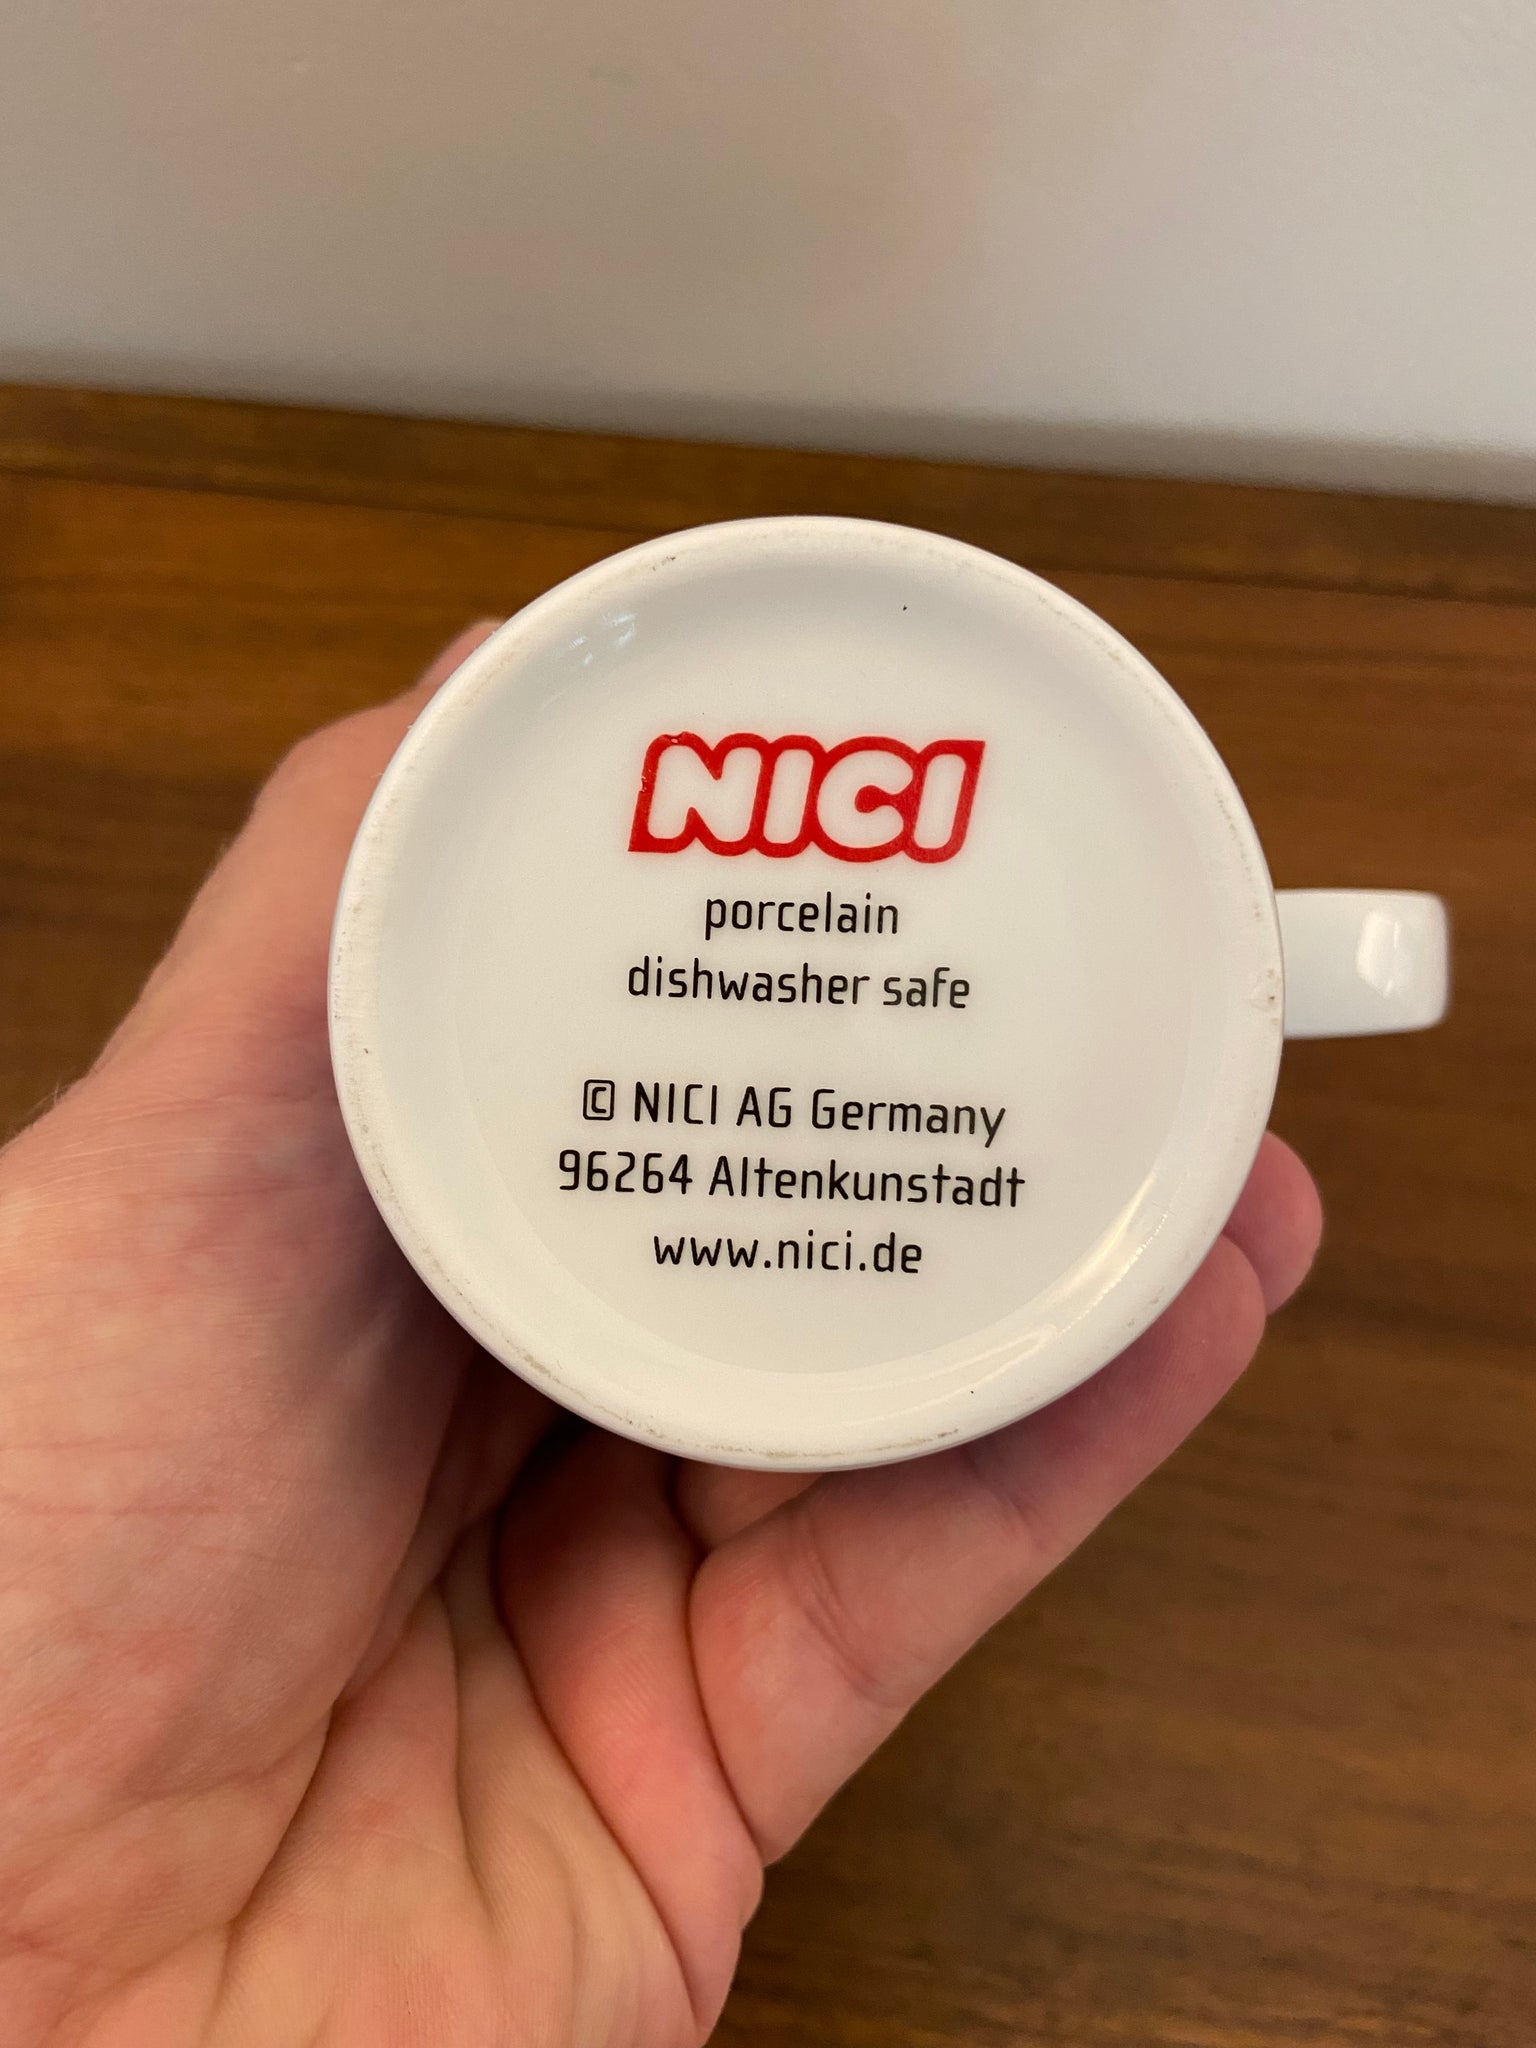 NICI
porcelain
dishwasher safe
© NICI AG Germany
96264 Altenkunstadt
www.nici.de